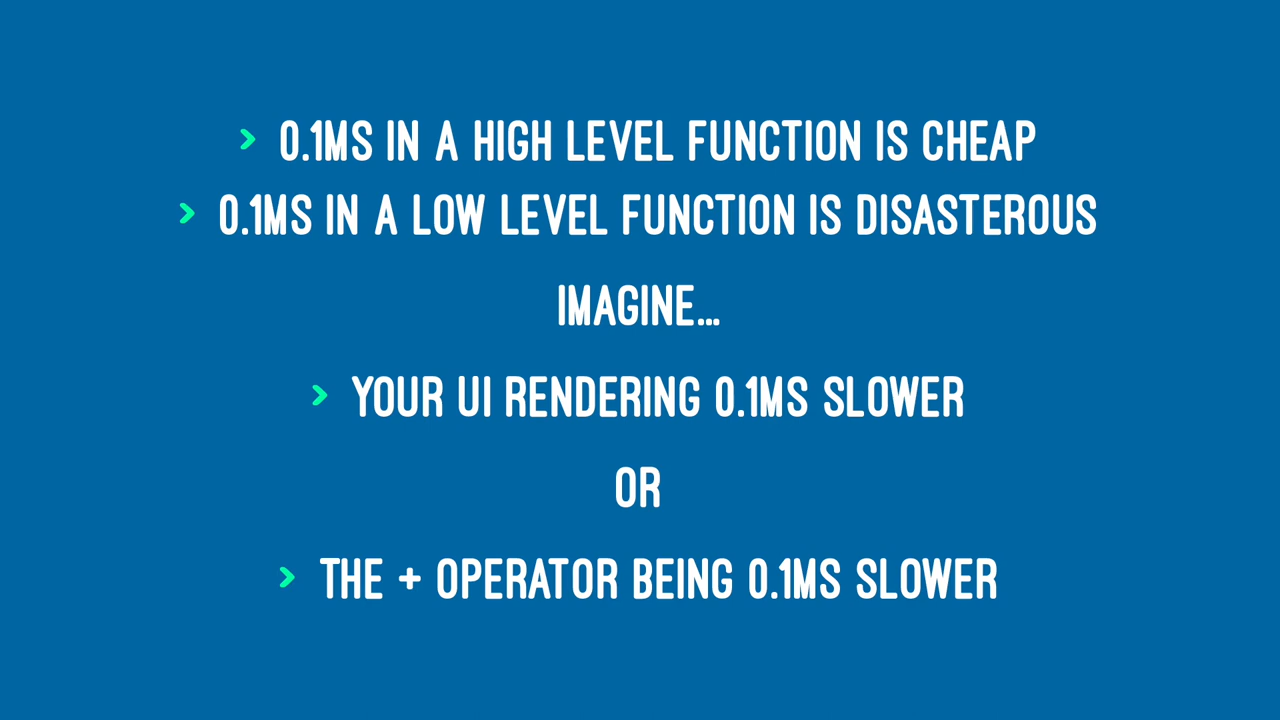 0.1MS IN A HIGH LEVEL FUNCTION IS CHEAP
0.1MS IN A LOW LEVEL FUNCTION IS DISASTEROUS
IMAGINE...
YOUR UI RENDERING 0.1MS SLOWER
OR
THE + OPERATOR BEING 0.1MS SLOWER